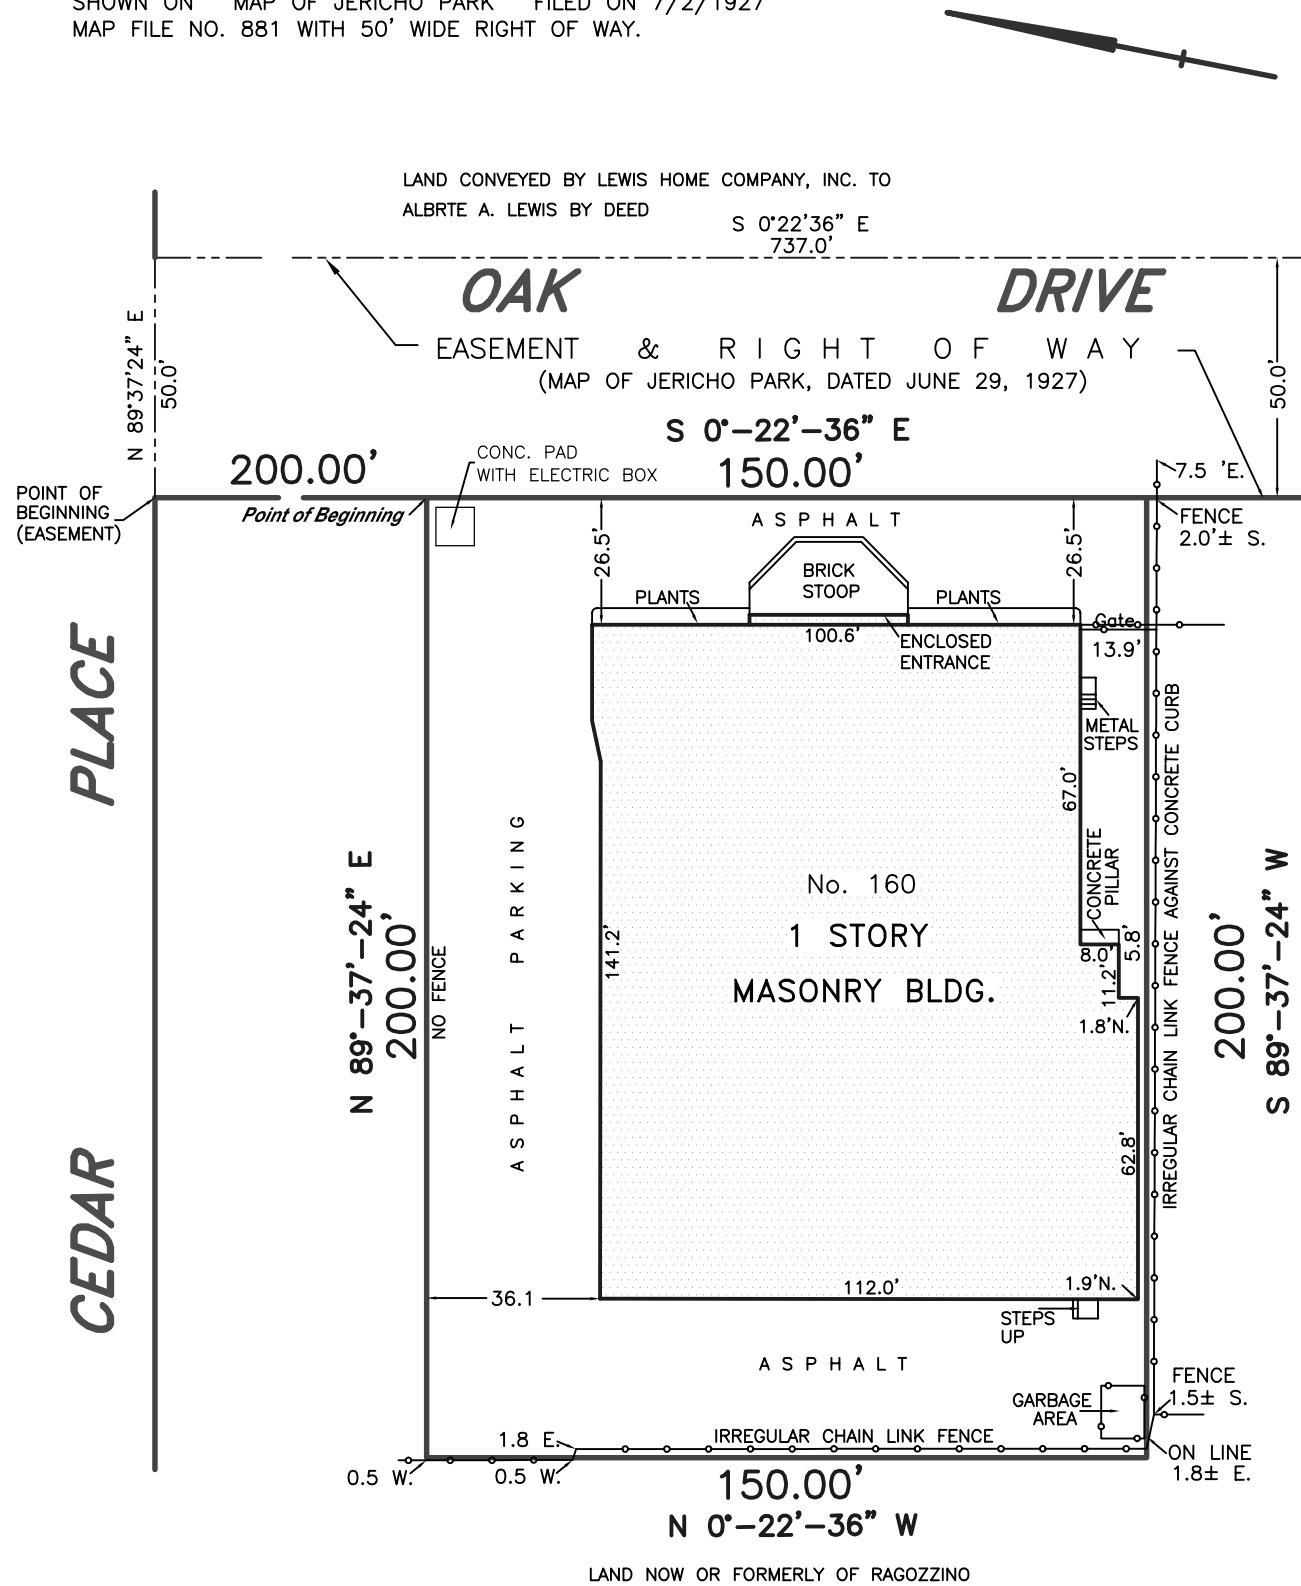 SHOWN ON "MAP OF JERICHO PARK" FILED ON 7/2/1927
MAP FILE NO. 881 WITH 50' WIDE RIGHT OF WAY.
LAND CONVEYED BY LEWIS HOME COMPANY, INC. TO
ALBRTE A. LEWIS BY DEED
S 0°22'36" E
737.0'
OAK DRIVE
N 89°37'24" E
50.0'
EASEMENT & RIGHT OF WAY
(MAP OF JERICHO PARK, DATED JUNE 29, 1927)
50.0'
S 0°-22'-36" E
200.00'
150.00'
CONC. PAD
WITH ELECTRIC BOX
7.5 'E.
POINT OF
BEGINNING
(EASEMENT)
Point of Beginning
ASPHALT
FENCE
2.0'± S.
26.5'
26.5'
BRICK
STOOP
PLANTS
PLANTS
Gate
100.6'
ENCLOSED
ENTRANCE
13.9'
METAL
STEPS
67.0'
CEDAR PLACE
IRREGULAR CHAIN LINK FENCE AGAINST CONCRETE CURB
ASPHALT PARKING
CONCRETE
PILLAR
No. 160
1 STORY
MASONRY BLDG.
N 89°-37'-24" E
200.00'
NO FENCE
141.2'
8.0'
5.8'
11.2'
1.8'N.
200.00'
S 89°-37'-24" W
62.8'
36.1
112.0'
1.9'N.
STEPS
UP
ASPHALT
FENCE
1.5± S.
GARBAGE
AREA
1.8 E.
IRREGULAR CHAIN LINK FENCE
ON LINE
1.8± E.
0.5 W.
0.5 W.
150.00'
N 0°-22'-36" W
LAND NOW OR FORMERLY OF RAGOZZINO